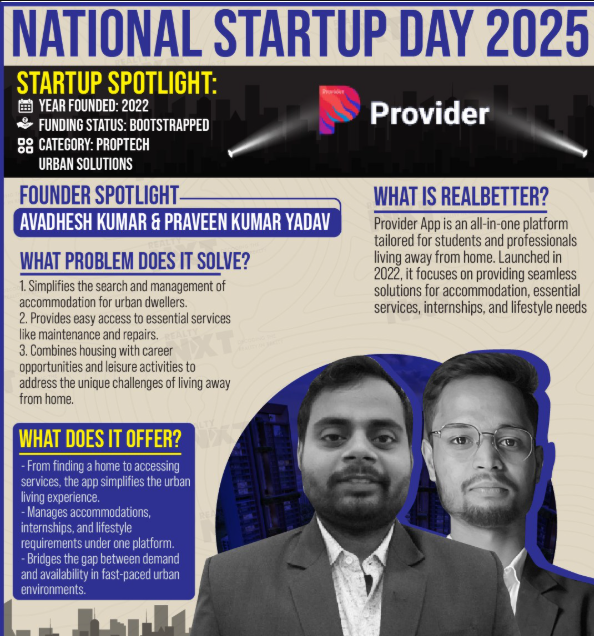 NATIONAL STARTUP DAY 2025
STARTUP SPOTLIGHT:
YEAR FOUNDED: 2022
FUNDING STATUS: BOOTSTRAPPED
CATEGORY: PROPTECH
URBAN SOLUTIONS
Provider
Provider
FOUNDER SPOTLIGHT
AVADHESH KUMAR & PRAVEEN KUMAR YADAV
WHAT PROBLEM DOES IT SOLVE?
1. Simplifies the search and management of
accommodation for urban dwellers.
2. Provides easy access to essential services
like maintenance and repairs.
3. Combines housing with career
opportunities and leisure activities to
address the unique challenges of living away
from home.
WHAT IS REALBETTER?
Provider App is an all-in-one platform
tailored for students and professionals
living away from home. Launched in
2022, it focuses on providing seamless
solutions for accommodation, essential
services, internships, and lifestyle needs
WHAT DOES IT OFFER?
- From finding a home to accessing
services, the app simplifies the urban
living experience.
- Manages accommodations,
internships, and lifestyle
requirements under one platform.
- Bridges the gap between demand
and availability in fast-paced urban
environments.